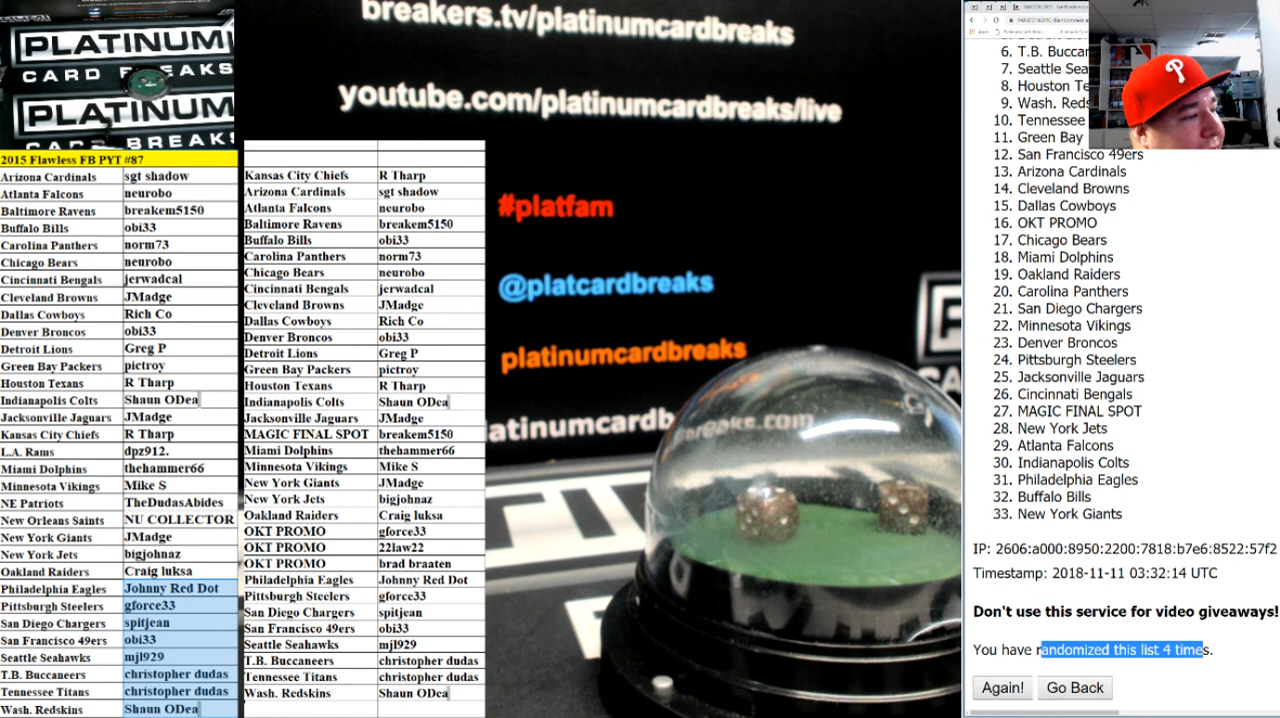 PLATINUM
CARD BREAKS
PLATINUM
CARD BREAKS
2015 Flawless FB PYT #87
Arizona Cardinals sgt shadow
Atlanta Falcons neurobo
Baltimore Ravens breakem5150
Buffalo Bills obi33
Carolina Panthers norm73
Chicago Bears neurobo
Cincinnati Bengals jerwadcal
Cleveland Browns JMadge
Dallas Cowboys Rich Co
Denver Broncos obi33
Detroit Lions Greg P
Green Bay Packers pictroy
Houston Texans R Tharp
Indianapolis Colts Shaun ODea
Jacksonville Jaguars JMadge
Kansas City Chiefs R Tharp
L.A. Rams dpz912.
Miami Dolphins thehammer66
Minnesota Vikings Mike S
NE Patriots TheDudasAbides
New Orleans Saints NU COLLECTOR
New York Giants JMadge
New York Jets bigjohnaz
Oakland Raiders Craig luksa
Philadelphia Eagles Johnny Red Dot
Pittsburgh Steelers gforce33
San Diego Chargers spitjean
San Francisco 49ers obi33
Seattle Seahawks mjl929
T.B. Buccaneers christopher dudas
Tennessee Titans christopher dudas
Wash. Redskins Shaun ODea
Kansas City Chiefs R Tharp
Arizona Cardinals sgt shadow
Atlanta Falcons neurobo
Baltimore Ravens breakem5150
Buffalo Bills obi33
Carolina Panthers norm73
Chicago Bears neurobo
Cincinnati Bengals jerwadcal
Cleveland Browns JMadge
Dallas Cowboys Rich Co
Denver Broncos obi33
Detroit Lions Greg P
Green Bay Packers pictroy
Houston Texans R Tharp
Indianapolis Colts Shaun ODea
Jacksonville Jaguars JMadge
MAGIC FINAL SPOT breakem5150
Miami Dolphins thehammer66
Minnesota Vikings Mike S
New York Giants JMadge
New York Jets bigjohnaz
Oakland Raiders Craig luksa
OKT PROMO gforce33
OKT PROMO 22law22
OKT PROMO brad braaten
Philadelphia Eagles Johnny Red Dot
Pittsburgh Steelers gforce33
San Diego Chargers spitjean
San Francisco 49ers obi33
Seattle Seahawks mjl929
T.B. Buccaneers christopher dudas
Tennessee Titans christopher dudas
Wash. Redskins Shaun ODea
breakers.tv/platinumcardbreaks
youtube.com/platinumcardbreaks/live
#platfam
@platcardbreaks
platinumcardbreaks
latinumcardbreaks.com
P
6. T.B. Buccan
7. Seattle Sea
8. Houston Te
9. Wash. Reds
10. Tennessee
11. Green Bay
12. San Francisco 49ers
13. Arizona Cardinals
14. Cleveland Browns
15. Dallas Cowboys
16. OKT PROMO
17. Chicago Bears
18. Miami Dolphins
19. Oakland Raiders
20. Carolina Panthers
21. San Diego Chargers
22. Minnesota Vikings
23. Denver Broncos
24. Pittsburgh Steelers
25. Jacksonville Jaguars
26. Cincinnati Bengals
27. MAGIC FINAL SPOT
28. New York Jets
29. Atlanta Falcons
30. Indianapolis Colts
31. Philadelphia Eagles
32. Buffalo Bills
33. New York Giants
IP: 2606:a000:8950:2200:7818:b7e6:8522:57f2
Timestamp: 2018-11-11 03:32:14 UTC
Don't use this service for video giveaways!
You have randomized this list 4 times.
Again! Go Back